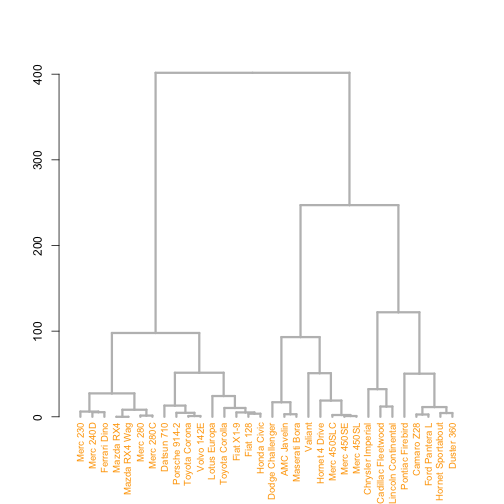 400
300
200
100
0
Merc 230
Merc 240D
Ferrari Dino
Mazda RX4
Mazda RX4 Wag
Merc 280
Merc 280C
Datsun 710
Porsche 914-2
Toyota Corona
Volvo 142E
Lotus Europa
Toyota Corolla
Fiat X1-9
Fiat 128
Honda Civic
Dodge Challenger
AMC Javelin
Maserati Bora
Valiant
Hornet 4 Drive
Merc 450SLC
Merc 450SE
Merc 450SL
Chrysler Imperial
Cadillac Fleetwood
Lincoln Continental
Pontiac Firebird
Camaro Z28
Ford Pantera L
Hornet Sportabout
Duster 360